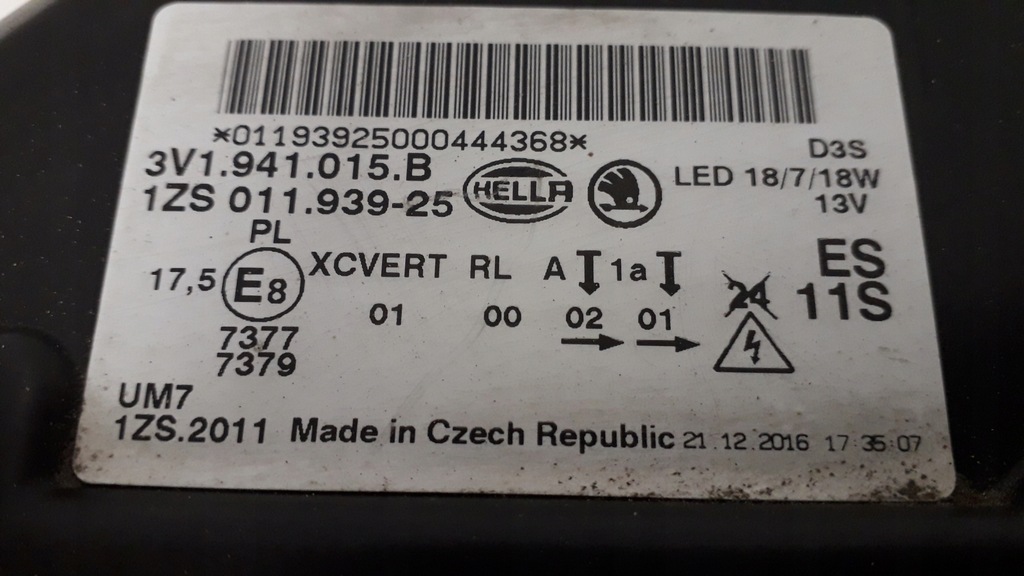 *01193925000444368*
3V1.941.015.B
1ZS 011.939-25
HELLA
D3S
LED 18/7/18W
13V
PL
17,5 E8 XCVERT RL A 1a
01 00 02 01
7377
7379
24
ES
11S
UM7
1ZS.2011 Made in Czech Republic 21.12.2016 17:35:07